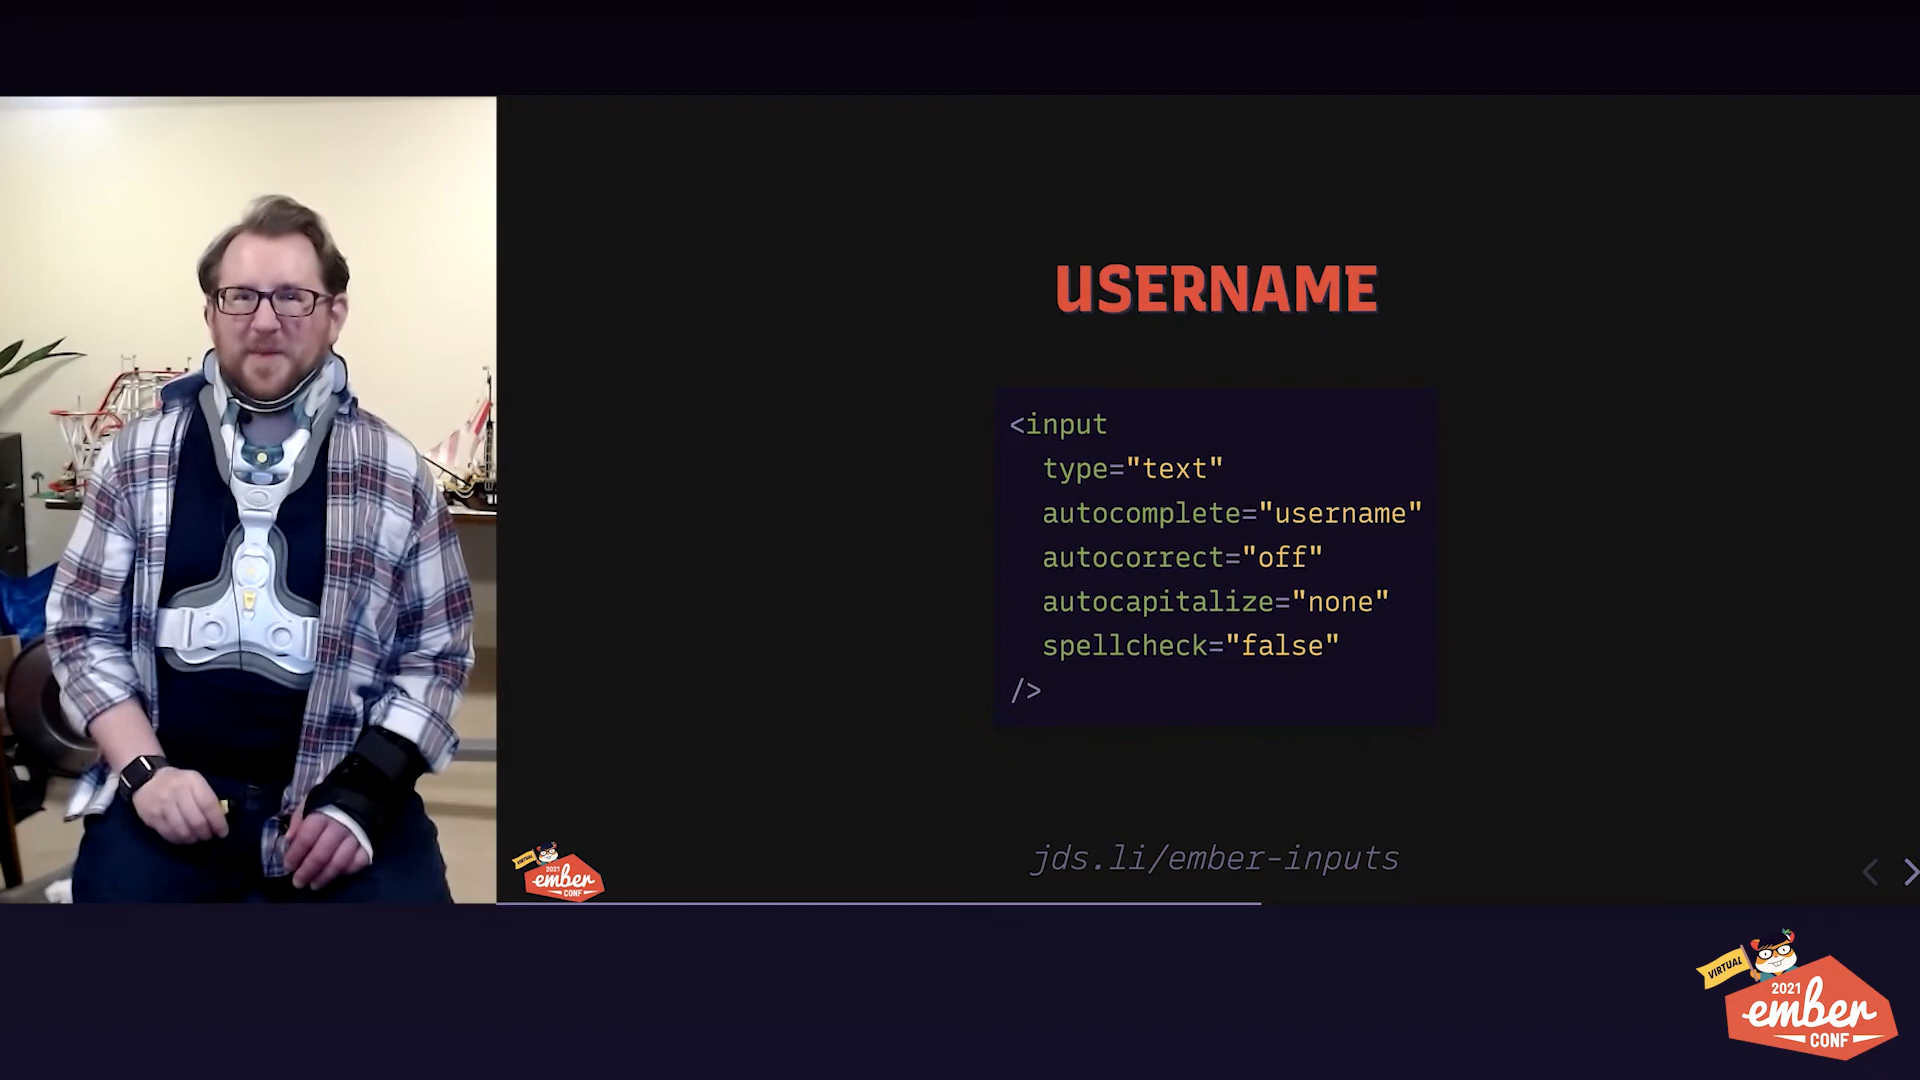 USERNAME
<input
type="text"
autocomplete="username"
autocorrect="off"
autocapitalize="none"
spellcheck="false"
/>
jds.li/ember-inputs
VIRTUAL
2021
ember
CONF
VIRTUAL
2021
ember
CONF